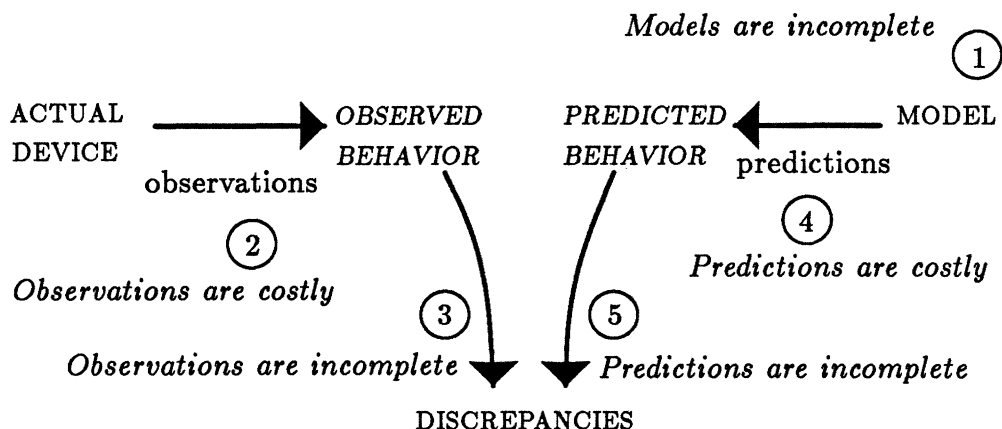 Models are incomplete
1
ACTUAL
DEVICE
OBSERVED
BEHAVIOR
PREDICTED
BEHAVIOR
MODEL
observations
predictions
2
Observations are costly
4
Predictions are costly
3
Observations are incomplete
5
Predictions are incomplete
DISCREPANCIES